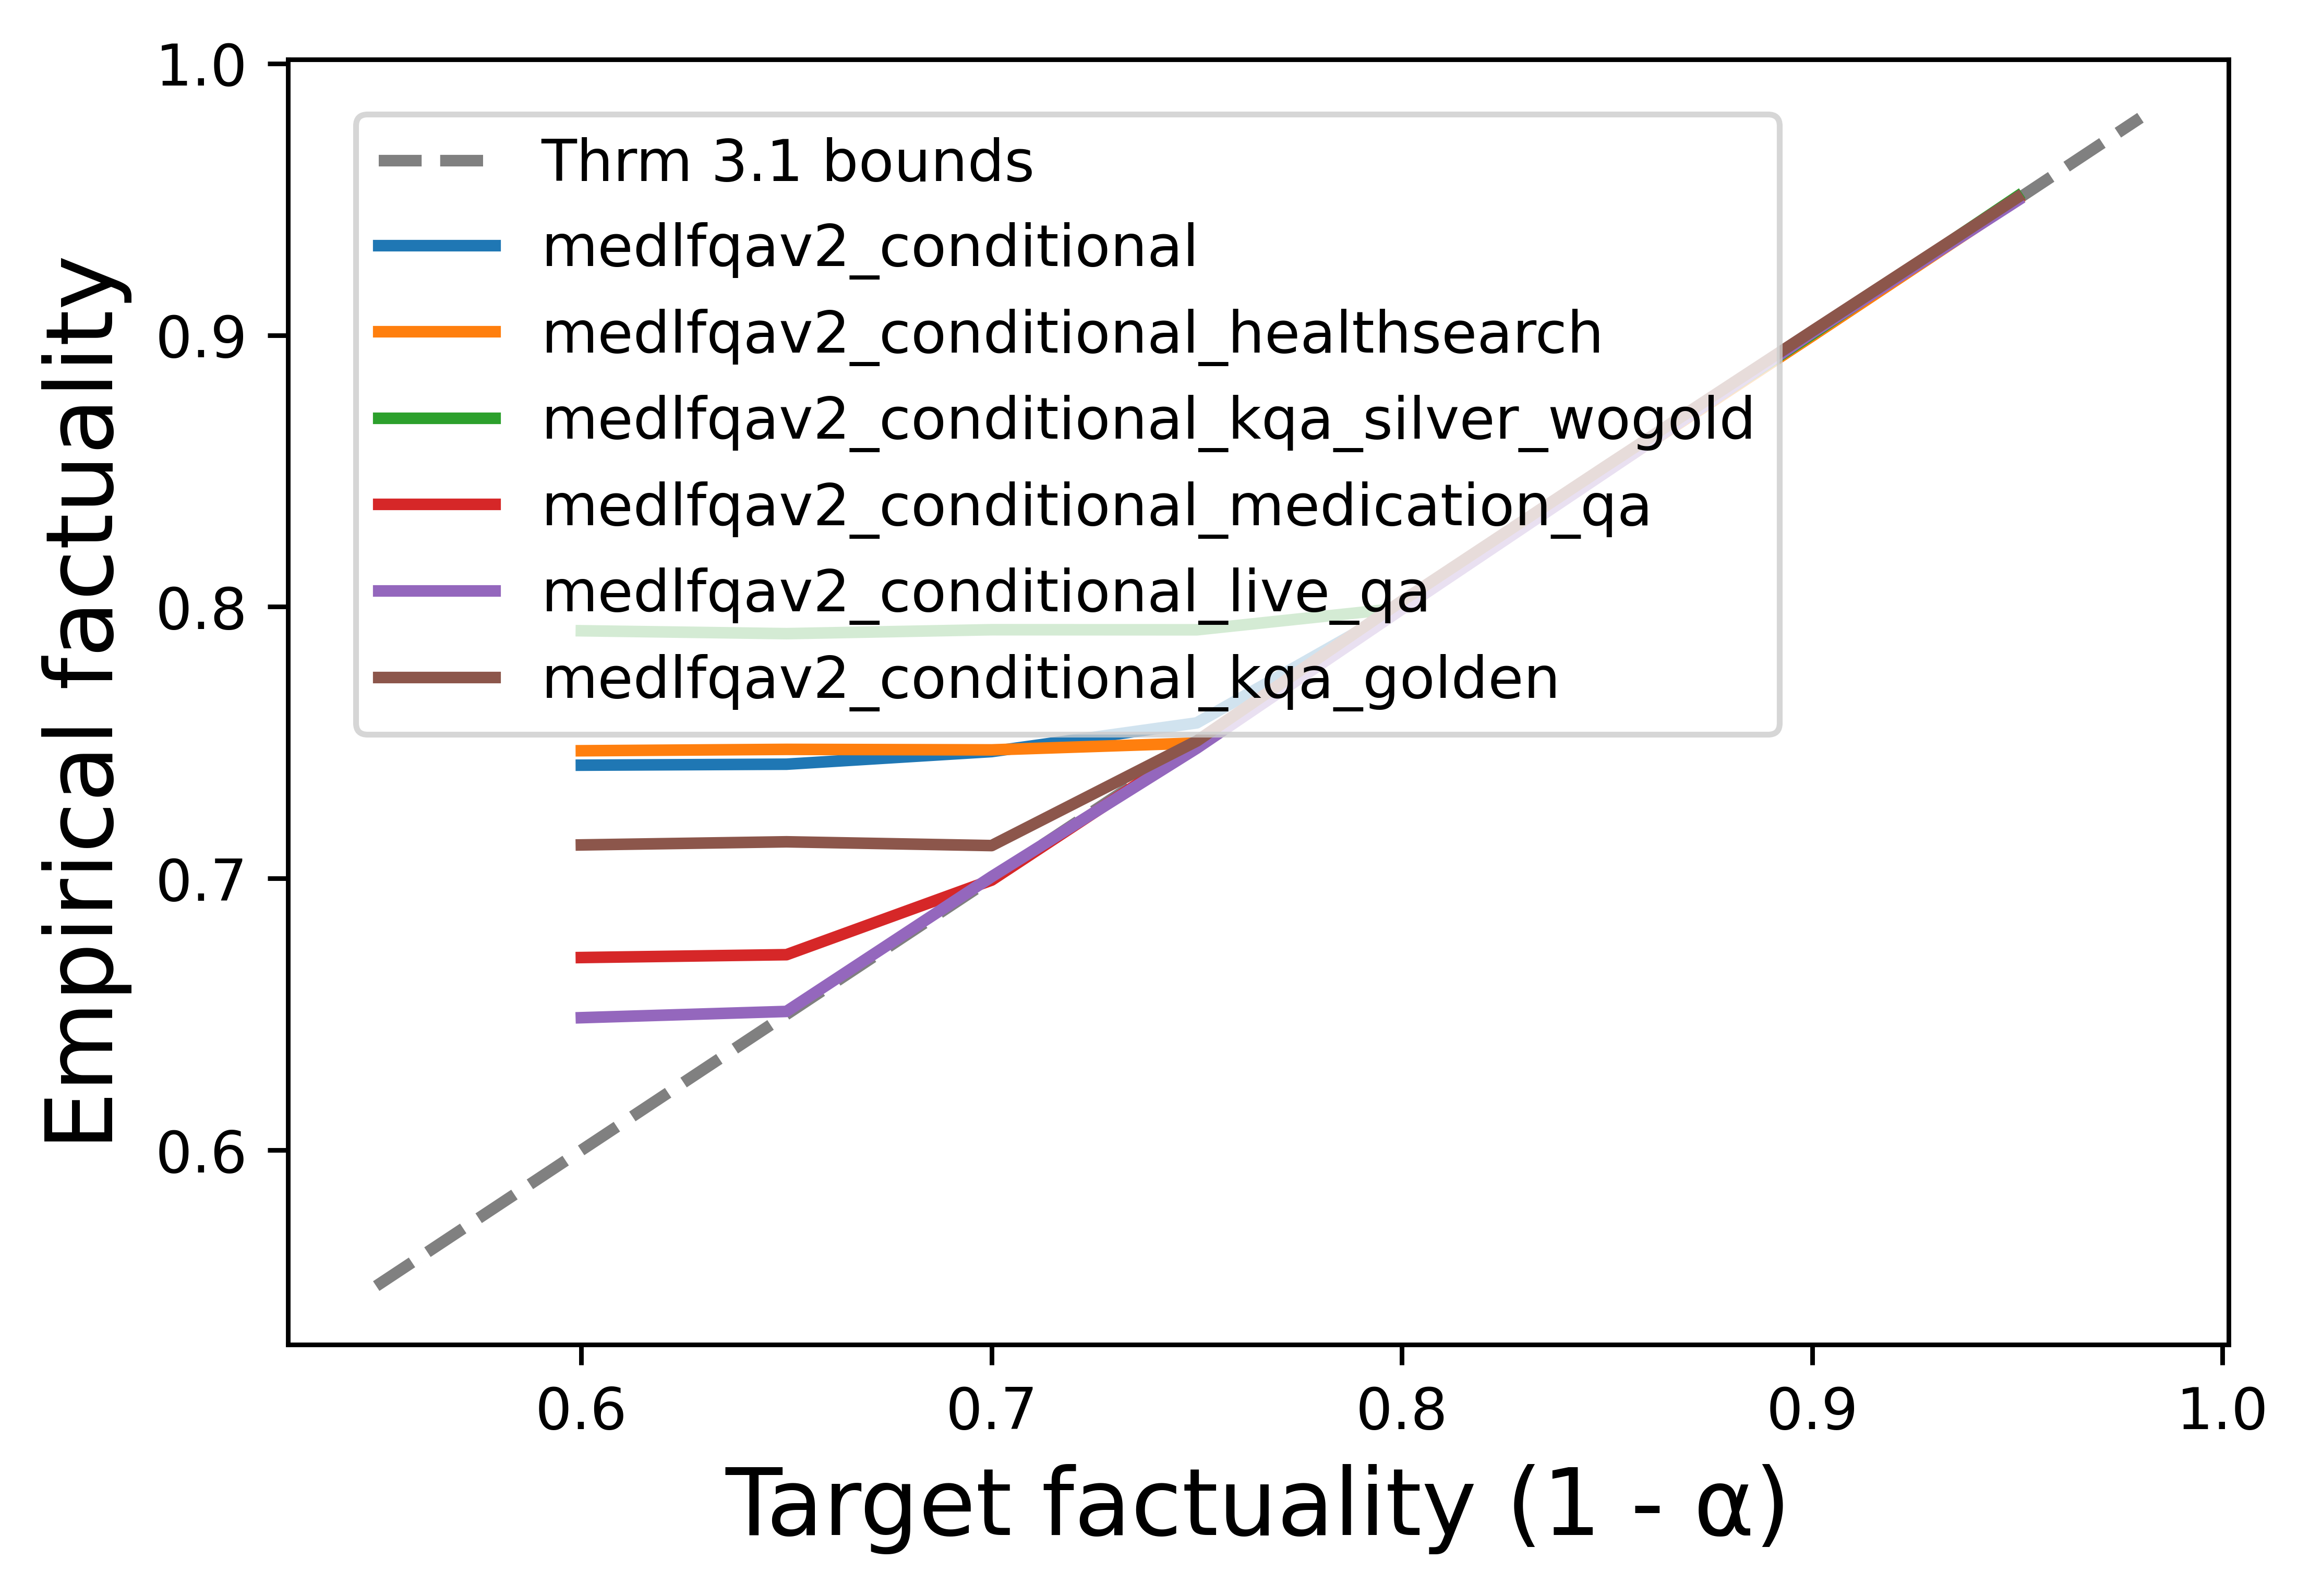 1.0
0.9
0.8
0.7
0.6
Empirical factuality
Thrm 3.1 bounds
medlfqav2_conditional
medlfqav2_conditional_healthsearch
medlfqav2_conditional_kqa_silver_wogold
medlfqav2_conditional_medication_qa
medlfqav2_conditional_live_qa
medlfqav2_conditional_kqa_golden
0.6 0.7 0.8 0.9 1.0
Target factuality (1 - α)